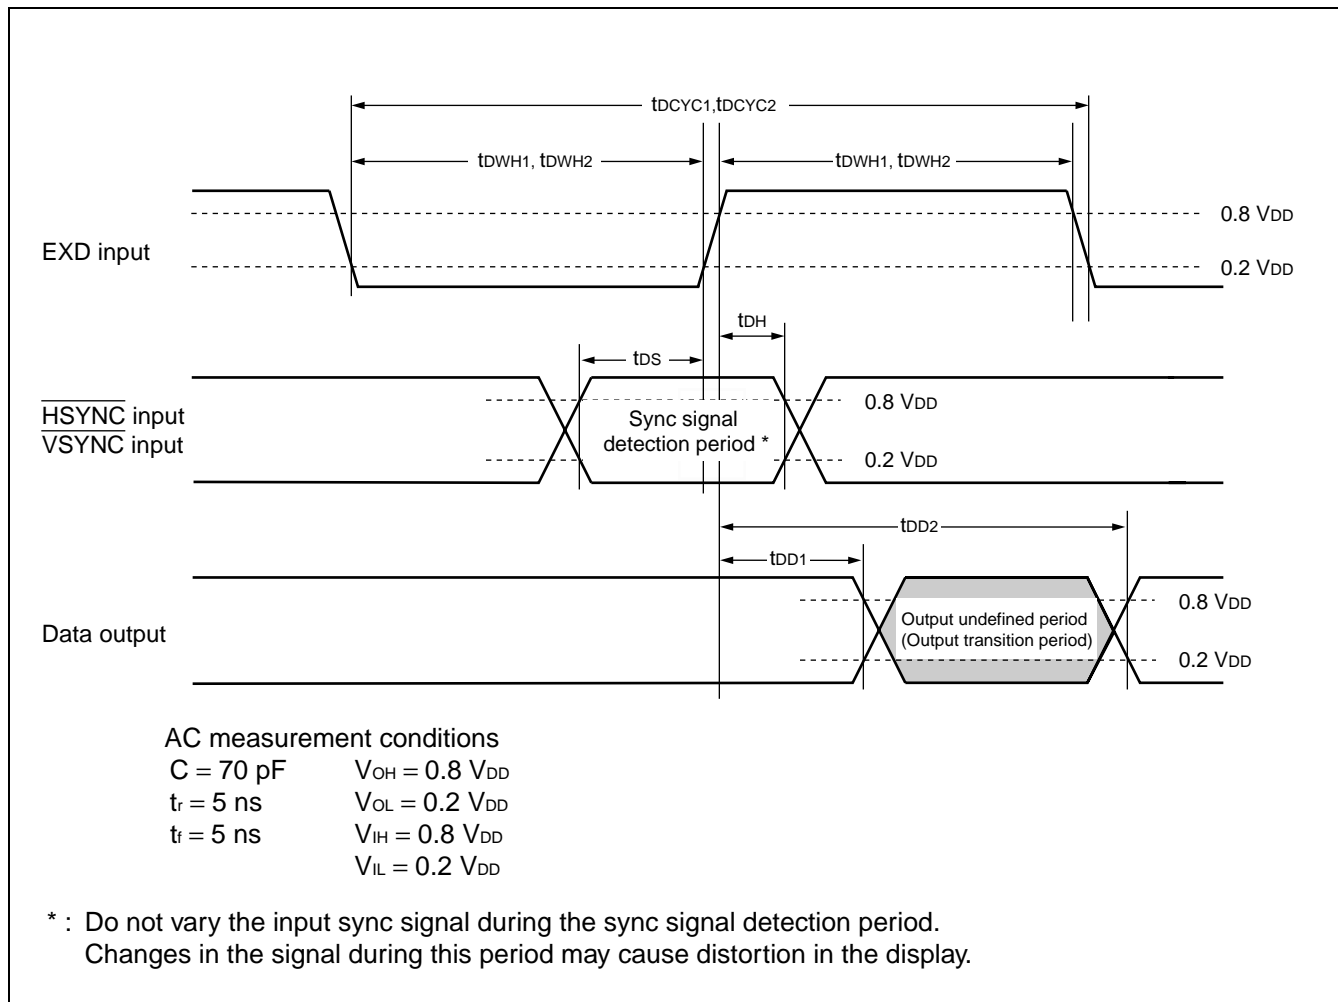 tDCYC1,tDCYC2
tDWH1, tDWH2
tDWH1, tDWH2
0.8 VDD
EXD input
0.2 VDD
tDH
tDS
HSYNC input
VSYNC input
Sync signal
detection period *
0.8 VDD
0.2 VDD
tDD2
tDD1
Data output
Output undefined period
(Output transition period)
0.8 VDD
0.2 VDD
AC measurement conditions
C = 70 pF VOH = 0.8 VDD
tr = 5 ns VOL = 0.2 VDD
tf = 5 ns VIH = 0.8 VDD
VIL = 0.2 VDD
* : Do not vary the input sync signal during the sync signal detection period.
Changes in the signal during this period may cause distortion in the display.